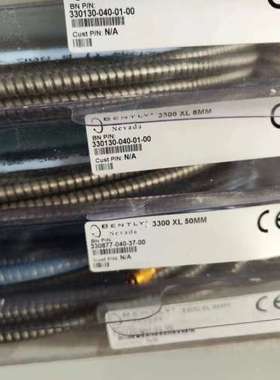 BN P/N:
330130-040-01-00
Cust P/N: N/A
CE
BENTLY 3300 XL 8MM
Nevada
BN P/N:
330130-040-01-00
Cust P/N: N/A
CE
BENTLY 3300 XL 50MM
Nevada
BN P/N:
330877-040-37-00
Cust P/N: N/A
CE